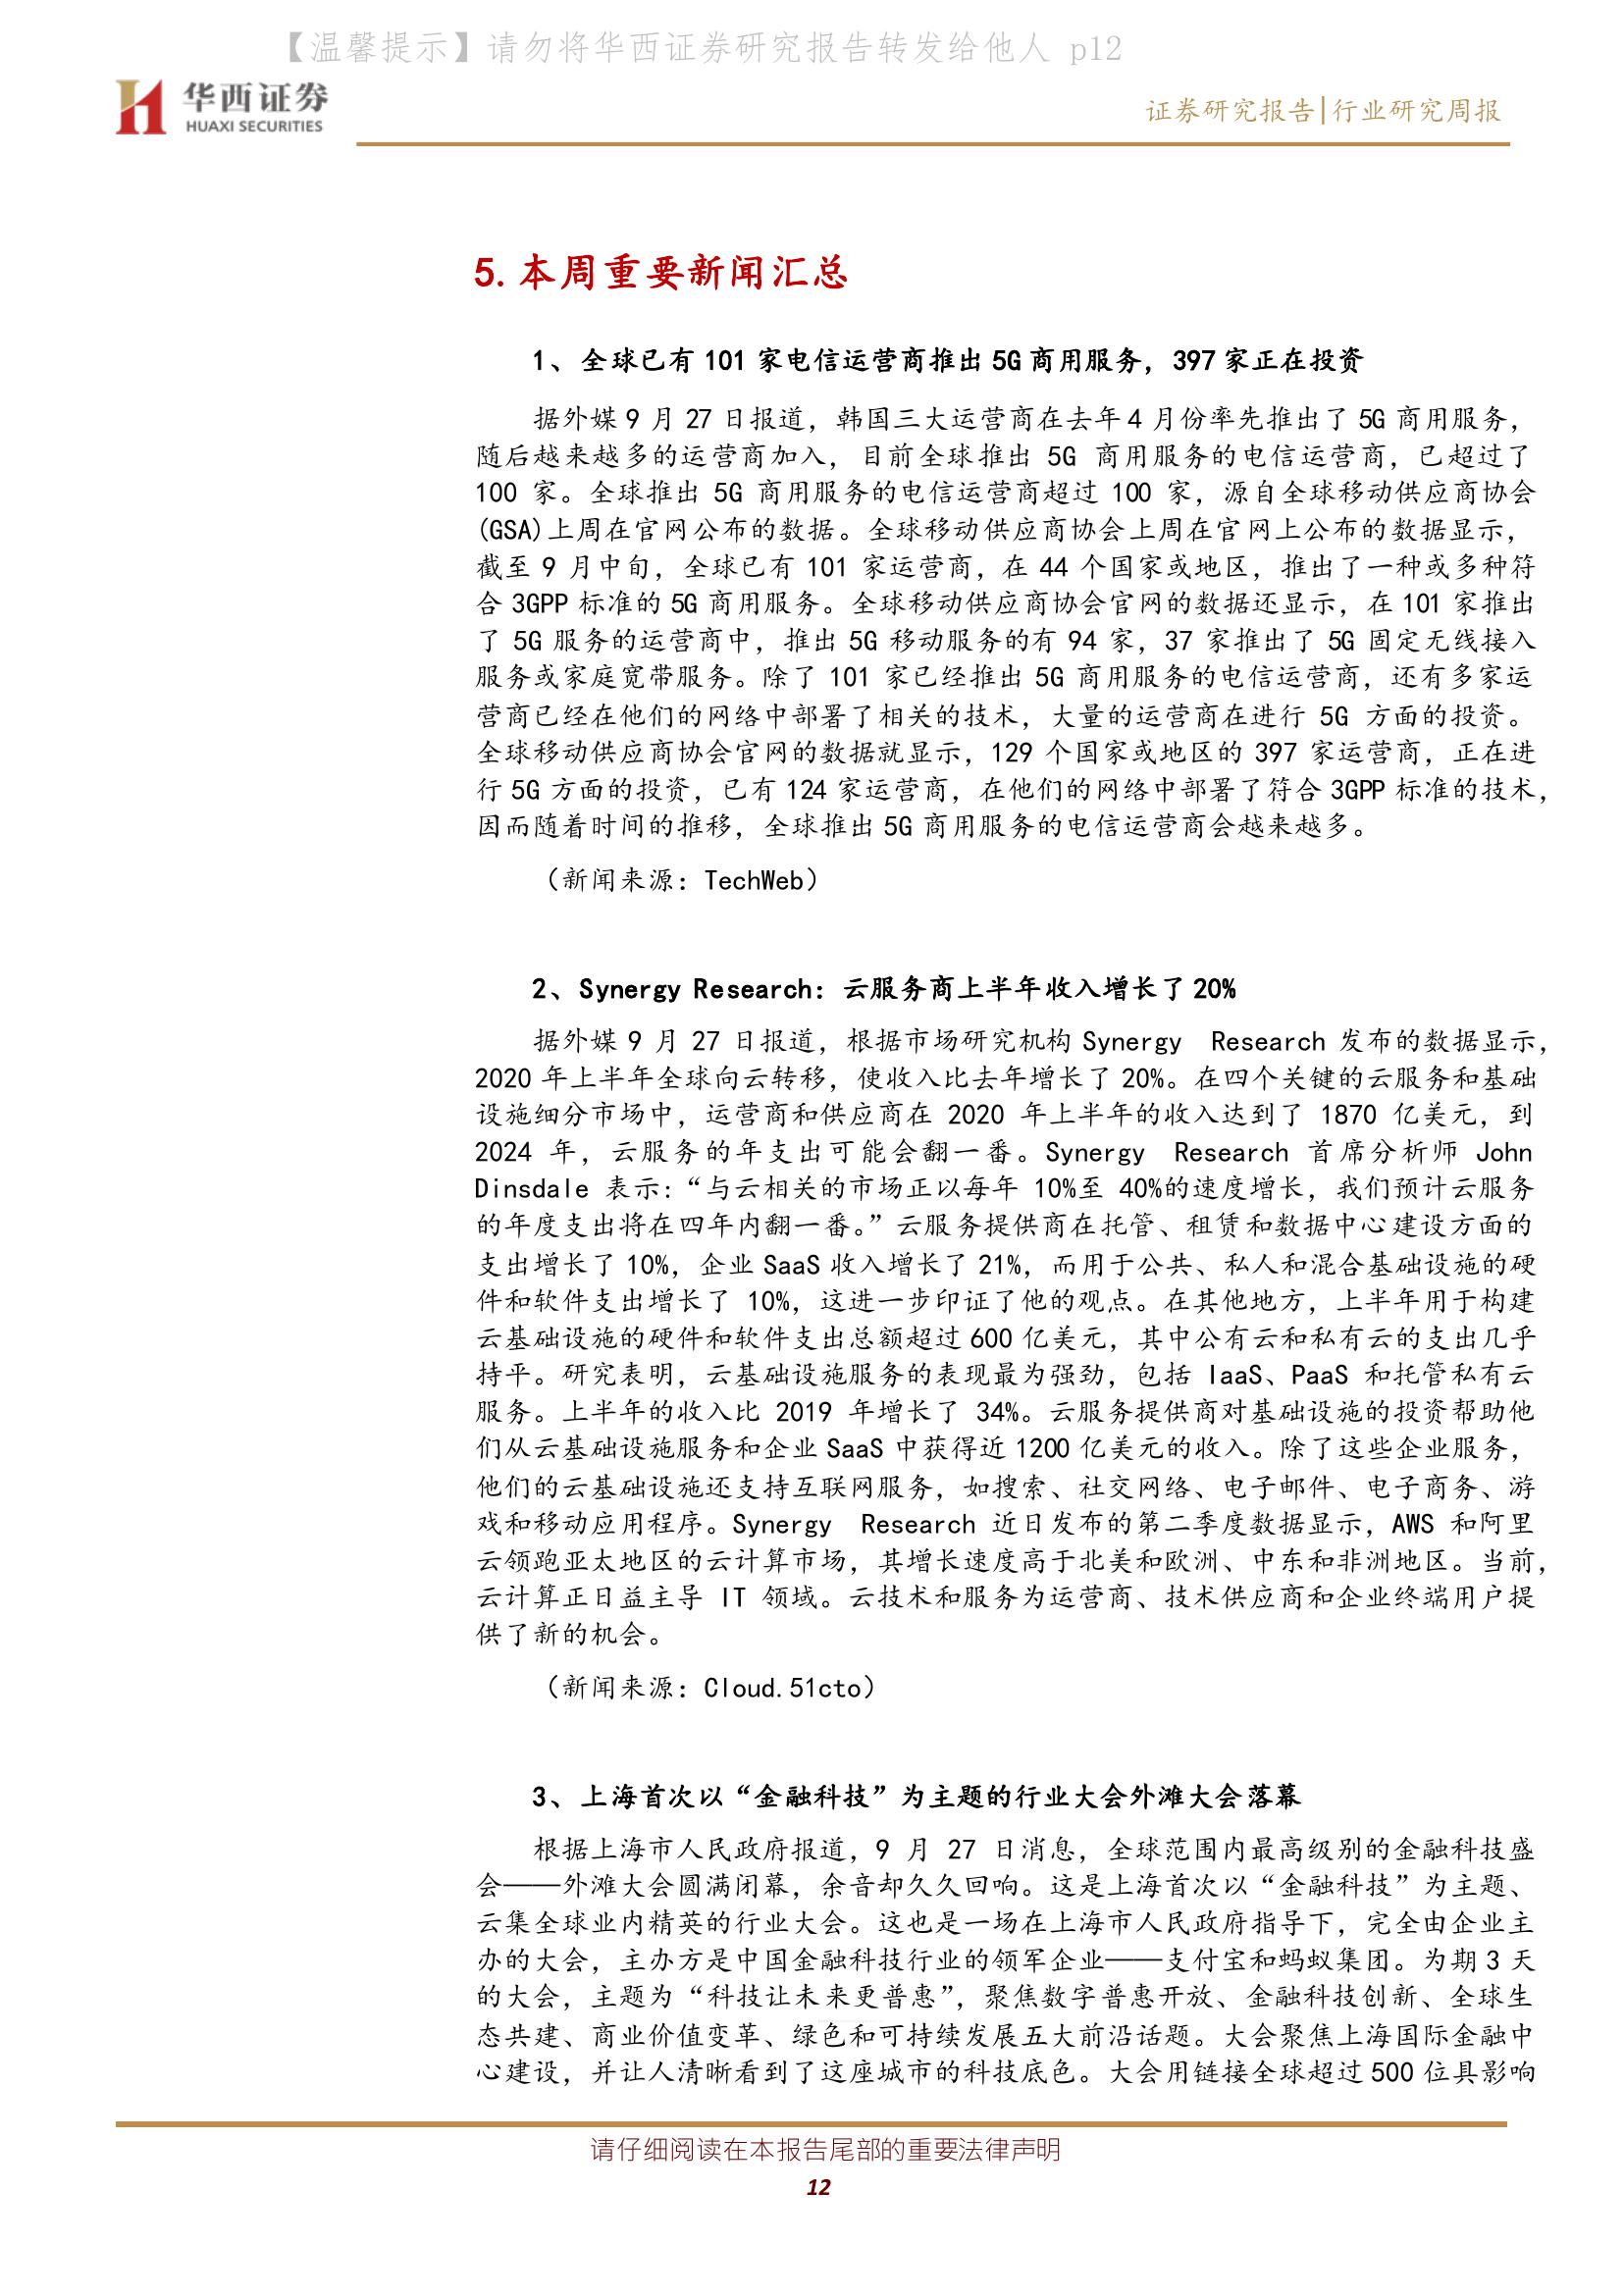 【温馨提示】请勿将华西证券研究报告转发给他人 p12
华西证券
HUAXI SECURITIES
证券研究报告|行业研究周报
5. 本周重要新闻汇总
1、全球已有 101 家电信运营商推出 5G 商用服务，397 家正在投资
据外媒 9 月 27 日报道，韩国三大运营商在去年 4 月份率先推出了 5G 商用服务，
随后越来越多的运营商加入，目前全球推出 5G 商用服务的电信运营商，已超过了
100 家。全球推出 5G 商用服务的电信运营商超过 100 家，源自全球移动供应商协会
(GSA)上周在官网公布的数据。全球移动供应商协会上周在官网上公布的数据显示，
截至 9 月中旬，全球已有 101 家运营商，在 44 个国家或地区，推出了一种或多种符
合 3GPP 标准的 5G 商用服务。全球移动供应商协会官网的数据还显示，在 101 家推出
了 5G 服务的运营商中，推出 5G 移动服务的有 94 家，37 家推出了 5G 固定无线接入
服务或家庭宽带服务。除了 101 家已经推出 5G 商用服务的电信运营商，还有多家运
营商已经在他们的网络中部署了相关的技术，大量的运营商在进行 5G 方面的投资。
全球移动供应商协会官网的数据就显示，129 个国家或地区的 397 家运营商，正在进
行 5G 方面的投资，已有 124 家运营商，在他们的网络中部署了符合 3GPP 标准的技术，
因而随着时间的推移，全球推出 5G 商用服务的电信运营商会越来越多。
（新闻来源：TechWeb）
2、Synergy Research：云服务商上半年收入增长了 20%
据外媒 9 月 27 日报道，根据市场研究机构 Synergy Research 发布的数据显示，
2020 年上半年全球向云转移，使收入比去年增长了 20%。在四个关键的云服务和基础
设施细分市场中，运营商和供应商在 2020 年上半年的收入达到了 1870 亿美元，到
2024 年，云服务的年支出可能会翻一番。Synergy Research 首席分析师 John
Dinsdale 表示:“与云相关的市场正以每年 10%至 40%的速度增长，我们预计云服务
的年度支出将在四年内翻一番。”云服务提供商在托管、租赁和数据中心建设方面的
支出增长了 10%，企业 SaaS 收入增长了 21%，而用于公共、私人和混合基础设施的硬
件和软件支出增长了 10%，这进一步印证了他的观点。在其他地方，上半年用于构建
云基础设施的硬件和软件支出总额超过 600 亿美元，其中公有云和私有云的支出几乎
持平。研究表明，云基础设施服务的表现最为强劲，包括 IaaS、PaaS 和托管私有云
服务。上半年的收入比 2019 年增长了 34%。云服务提供商对基础设施的投资帮助他
们从云基础设施服务和企业 SaaS 中获得近 1200 亿美元的收入。除了这些企业服务，
他们的云基础设施还支持互联网服务，如搜索、社交网络、电子邮件、电子商务、游
戏和移动应用程序。Synergy Research 近日发布的第二季度数据显示，AWS 和阿里
云领跑亚太地区的云计算市场，其增长速度高于北美和欧洲、中东和非洲地区。当前，
云计算正日益主导 IT 领域。云技术和服务为运营商、技术供应商和企业终端用户提
供了新的机会。
（新闻来源：Cloud.51cto）
3、上海首次以“金融科技”为主题的行业大会外滩大会落幕
根据上海市人民政府报道，9 月 27 日消息，全球范围内最高级别的金融科技盛
会——外滩大会圆满闭幕，余音却久久回响。这是上海首次以“金融科技”为主题、
云集全球业内精英的行业大会。这也是一场在上海市人民政府指导下，完全由企业主
办的大会，主办方是中国金融科技行业的领军企业——支付宝和蚂蚁集团。为期 3 天
的大会，主题为“科技让未来更普惠”，聚焦数字普惠开放、金融科技创新、全球生
态共建、商业价值变革、绿色和可持续发展五大前沿话题。大会聚焦上海国际金融中
心建设，并让人清晰看到了这座城市的科技底色。大会用链接全球超过 500 位具影响
请仔细阅读在本报告尾部的重要法律声明
12